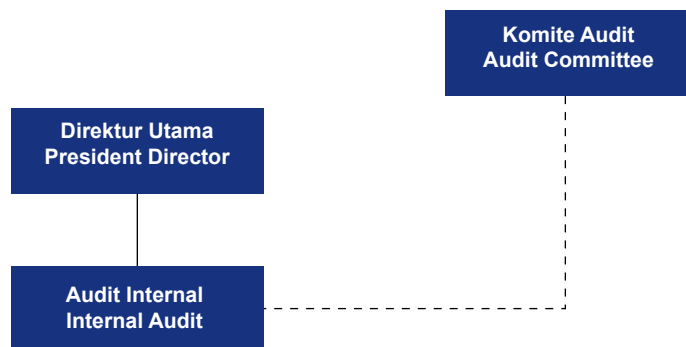 Komite Audit
Audit Committee
Direktur Utama
President Director
Audit Internal
Internal Audit